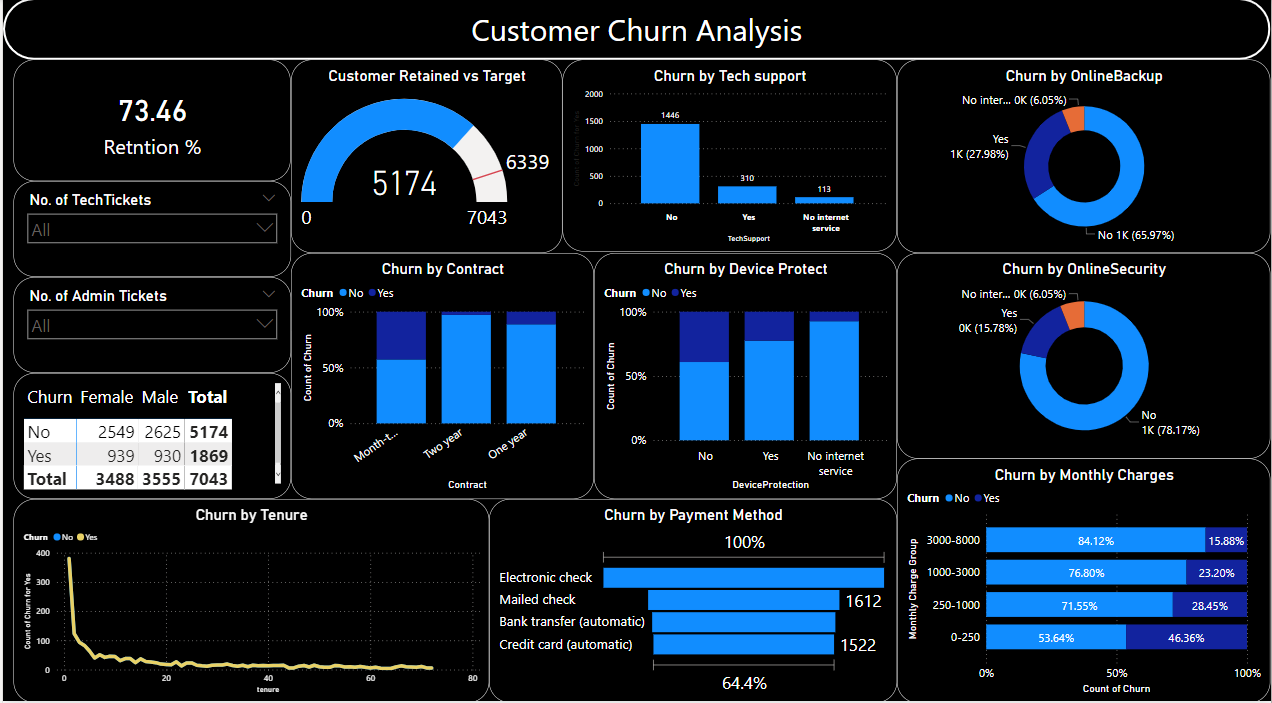 Customer Churn Analysis
73.46
Retntion %
No. of TechTickets
All
No. of Admin Tickets
All
Churn Female Male Total
No 2549 2625 5174
Yes 939 930 1869
Total 3488 3555 7043
Customer Retained vs Target
5174
6339
0
7043
Churn by Tech support
2000
1500
1000
500
0
1446
310
113
No
Yes
No internet
service
TechSupport
Churn by OnlineBackup
No inter... 0K (6.05%)
Yes
1K (27.98%)
No 1K (65.97%)
Churn by Contract
Churn No Yes
100%
50%
0%
Count of Churn
Month-t...
Two year
One year
Contract
Churn by Device Protect
Churn No Yes
100%
50%
0%
Count of Churn
No
Yes
No internet
service
DeviceProtection
Churn by OnlineSecurity
No inter... 0K (6.05%)
Yes
0K (15.78%)
No
1K (78.17%)
Churn by Tenure
Churn No Yes
400
300
200
100
0
Count of Churn for Yes
0 20 40 60 80
tenure
Churn by Payment Method
100%
Electronic check
Mailed check 1612
Bank transfer (automatic)
Credit card (automatic) 1522
64.4%
Churn by Monthly Charges
Churn No Yes
Monthly Charge Group
3000-8000 84.12% 15.88%
1000-3000 76.80% 23.20%
250-1000 71.55% 28.45%
0-250 53.64% 46.36%
0% 50% 100%
Count of Churn